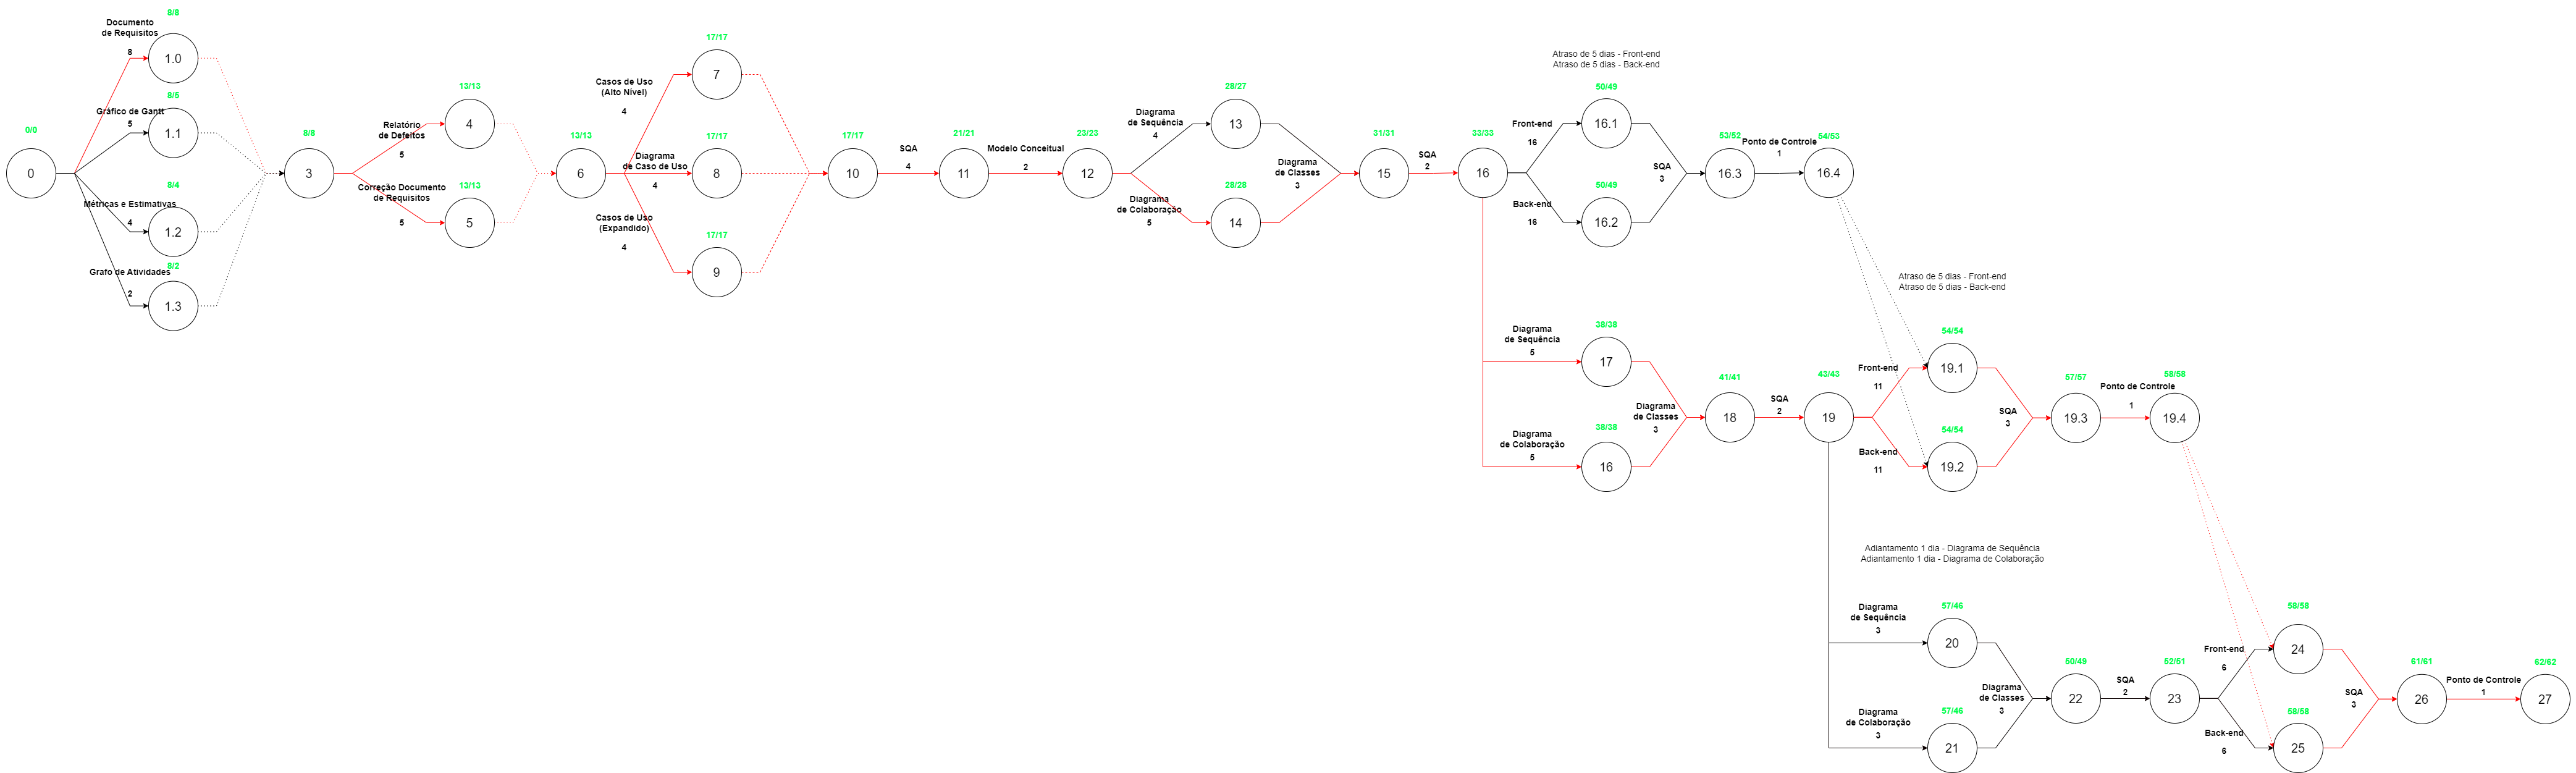 0/0
0
Documento
de Requisitos
8
8/8
1.0
Gráfico de Gantt
5
8/5
1.1
Métricas e Estimativas
4
8/4
1.2
Grafo de Atividades
2
8/2
1.3
8/8
3
Relatório
de Defeitos
5
13/13
4
Correção Documento
de Requisitos
5
13/13
5
13/13
6
Casos de Uso
(Alto Nível)
4
17/17
7
Diagrama
de Caso de Uso
4
17/17
8
Casos de Uso
(Expandido)
4
17/17
9
17/17
10
SQA
4
21/21
11
Modelo Conceitual
2
23/23
12
Diagrama
de Sequência
4
28/27
13
Diagrama
de Colaboração
5
28/28
14
Diagrama
de Classes
3
31/31
15
SQA
2
33/33
16
Atraso de 5 dias - Front-end
Atraso de 5 dias - Back-end
Front-end
16
50/49
16.1
Back-end
16
50/49
16.2
SQA
3
53/52
16.3
Ponto de Controle
1
54/53
16.4
Diagrama
de Sequência
5
38/38
17
Diagrama
de Colaboração
5
38/38
16
Diagrama
de Classes
3
41/41
18
SQA
2
43/43
19
Atraso de 5 dias - Front-end
Atraso de 5 dias - Back-end
Front-end
11
54/54
19.1
Back-end
11
54/54
19.2
SQA
3
57/57
19.3
Ponto de Controle
1
58/58
19.4
Adiantamento 1 dia - Diagrama de Sequência
Adiantamento 1 dia - Diagrama de Colaboração
Diagrama
de Sequência
3
57/46
20
Diagrama
de Colaboração
3
57/46
21
Diagrama
de Classes
3
50/49
22
SQA
2
52/51
23
Front-end
6
58/58
24
Back-end
6
58/58
25
SQA
3
61/61
26
Ponto de Controle
1
62/62
27